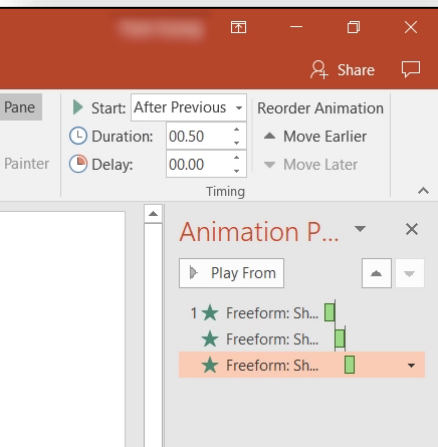 Share
Pane
Start: After Previous
Reorder Animation
Duration: 00.50
Move Earlier
Painter
Delay: 00.00
Move Later
Timing
Animation P...
Play From
1 Freeform: Sh...
Freeform: Sh...
Freeform: Sh...